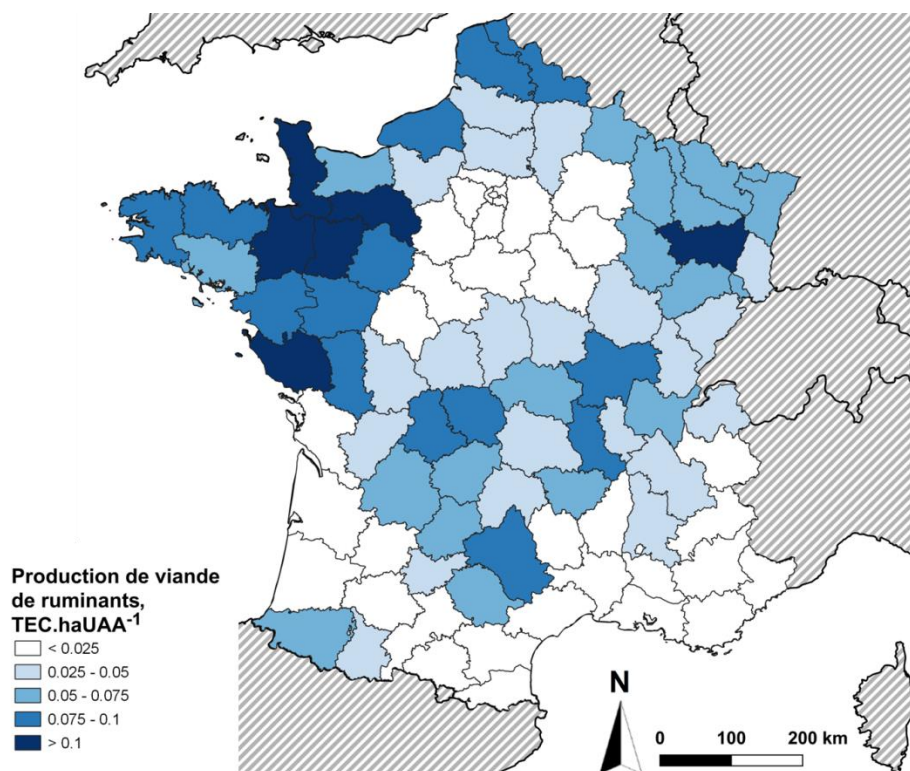 Production de viande
de ruminants,
TEC.haUAA-1
< 0.025
0.025 - 0.05
0.05 - 0.075
0.075 - 0.1
> 0.1
N
0 100 200 km